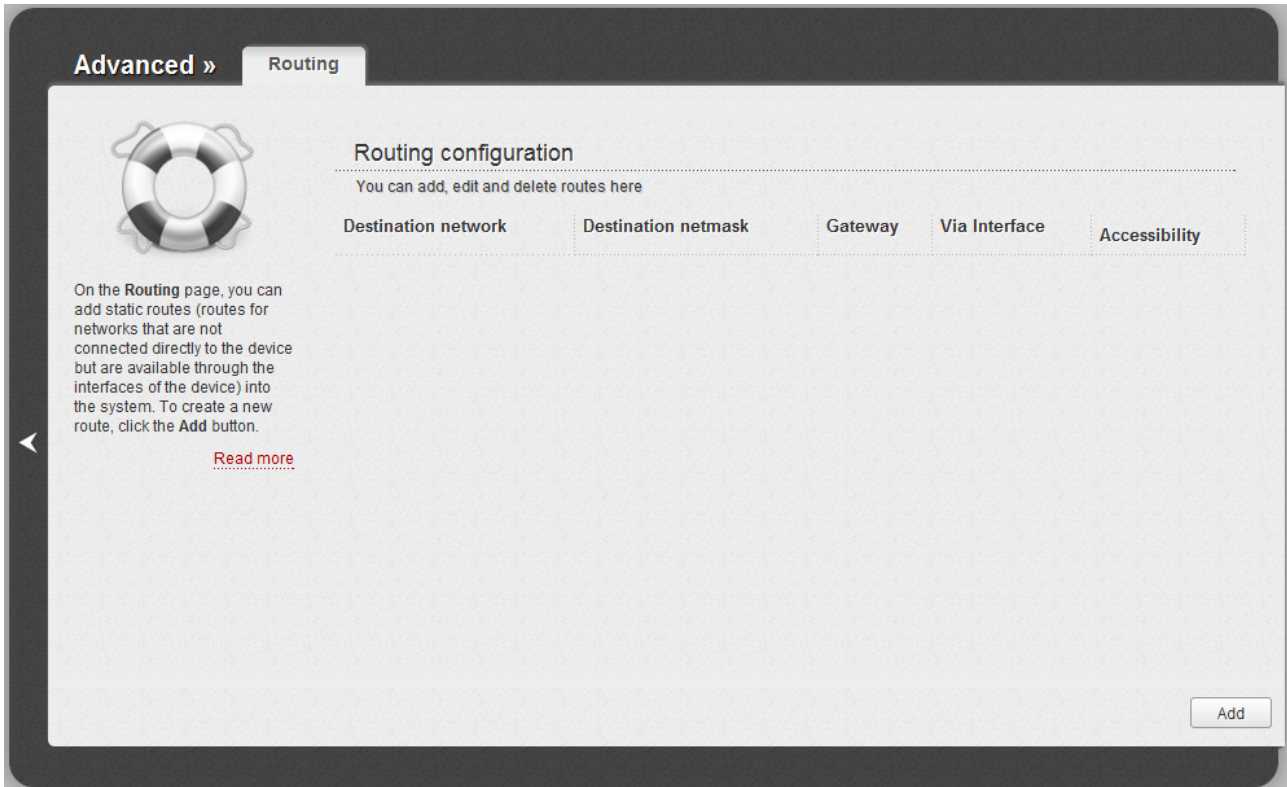 Advanced »
Routing
Routing configuration
You can add, edit and delete routes here
Destination network Destination netmask Gateway Via Interface Accessibility
On the Routing page, you can
add static routes (routes for
networks that are not
connected directly to the device
but are available through the
interfaces of the device) into
the system. To create a new
route, click the Add button.
Read more
Add